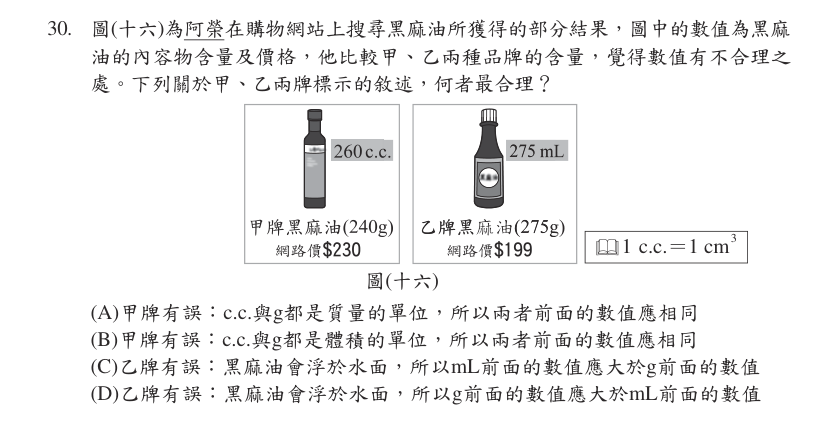 30. 圖(十六)為阿榮在購物網站上搜尋黑麻油所獲得的部分結果，圖中的數值為黑麻
油的內容物含量及價格，他比較甲、乙兩種品牌的含量，覺得數值有不合理之
處。下列關於甲、乙兩牌標示的敘述，何者最合理？
260 c.c.
甲牌黑麻油(240g)
網路價$230
275 mL
乙牌黑麻油(275g)
網路價$199
1 c.c.＝1 cm³
圖(十六)
(A)甲牌有誤：c.c.與g都是質量的單位，所以兩者前面的數值應相同
(B)甲牌有誤：c.c.與g都是體積的單位，所以兩者前面的數值應相同
(C)乙牌有誤：黑麻油會浮於水面，所以mL前面的數值應大於g前面的數值
(D)乙牌有誤：黑麻油會浮於水面，所以g前面的數值應大於mL前面的數值